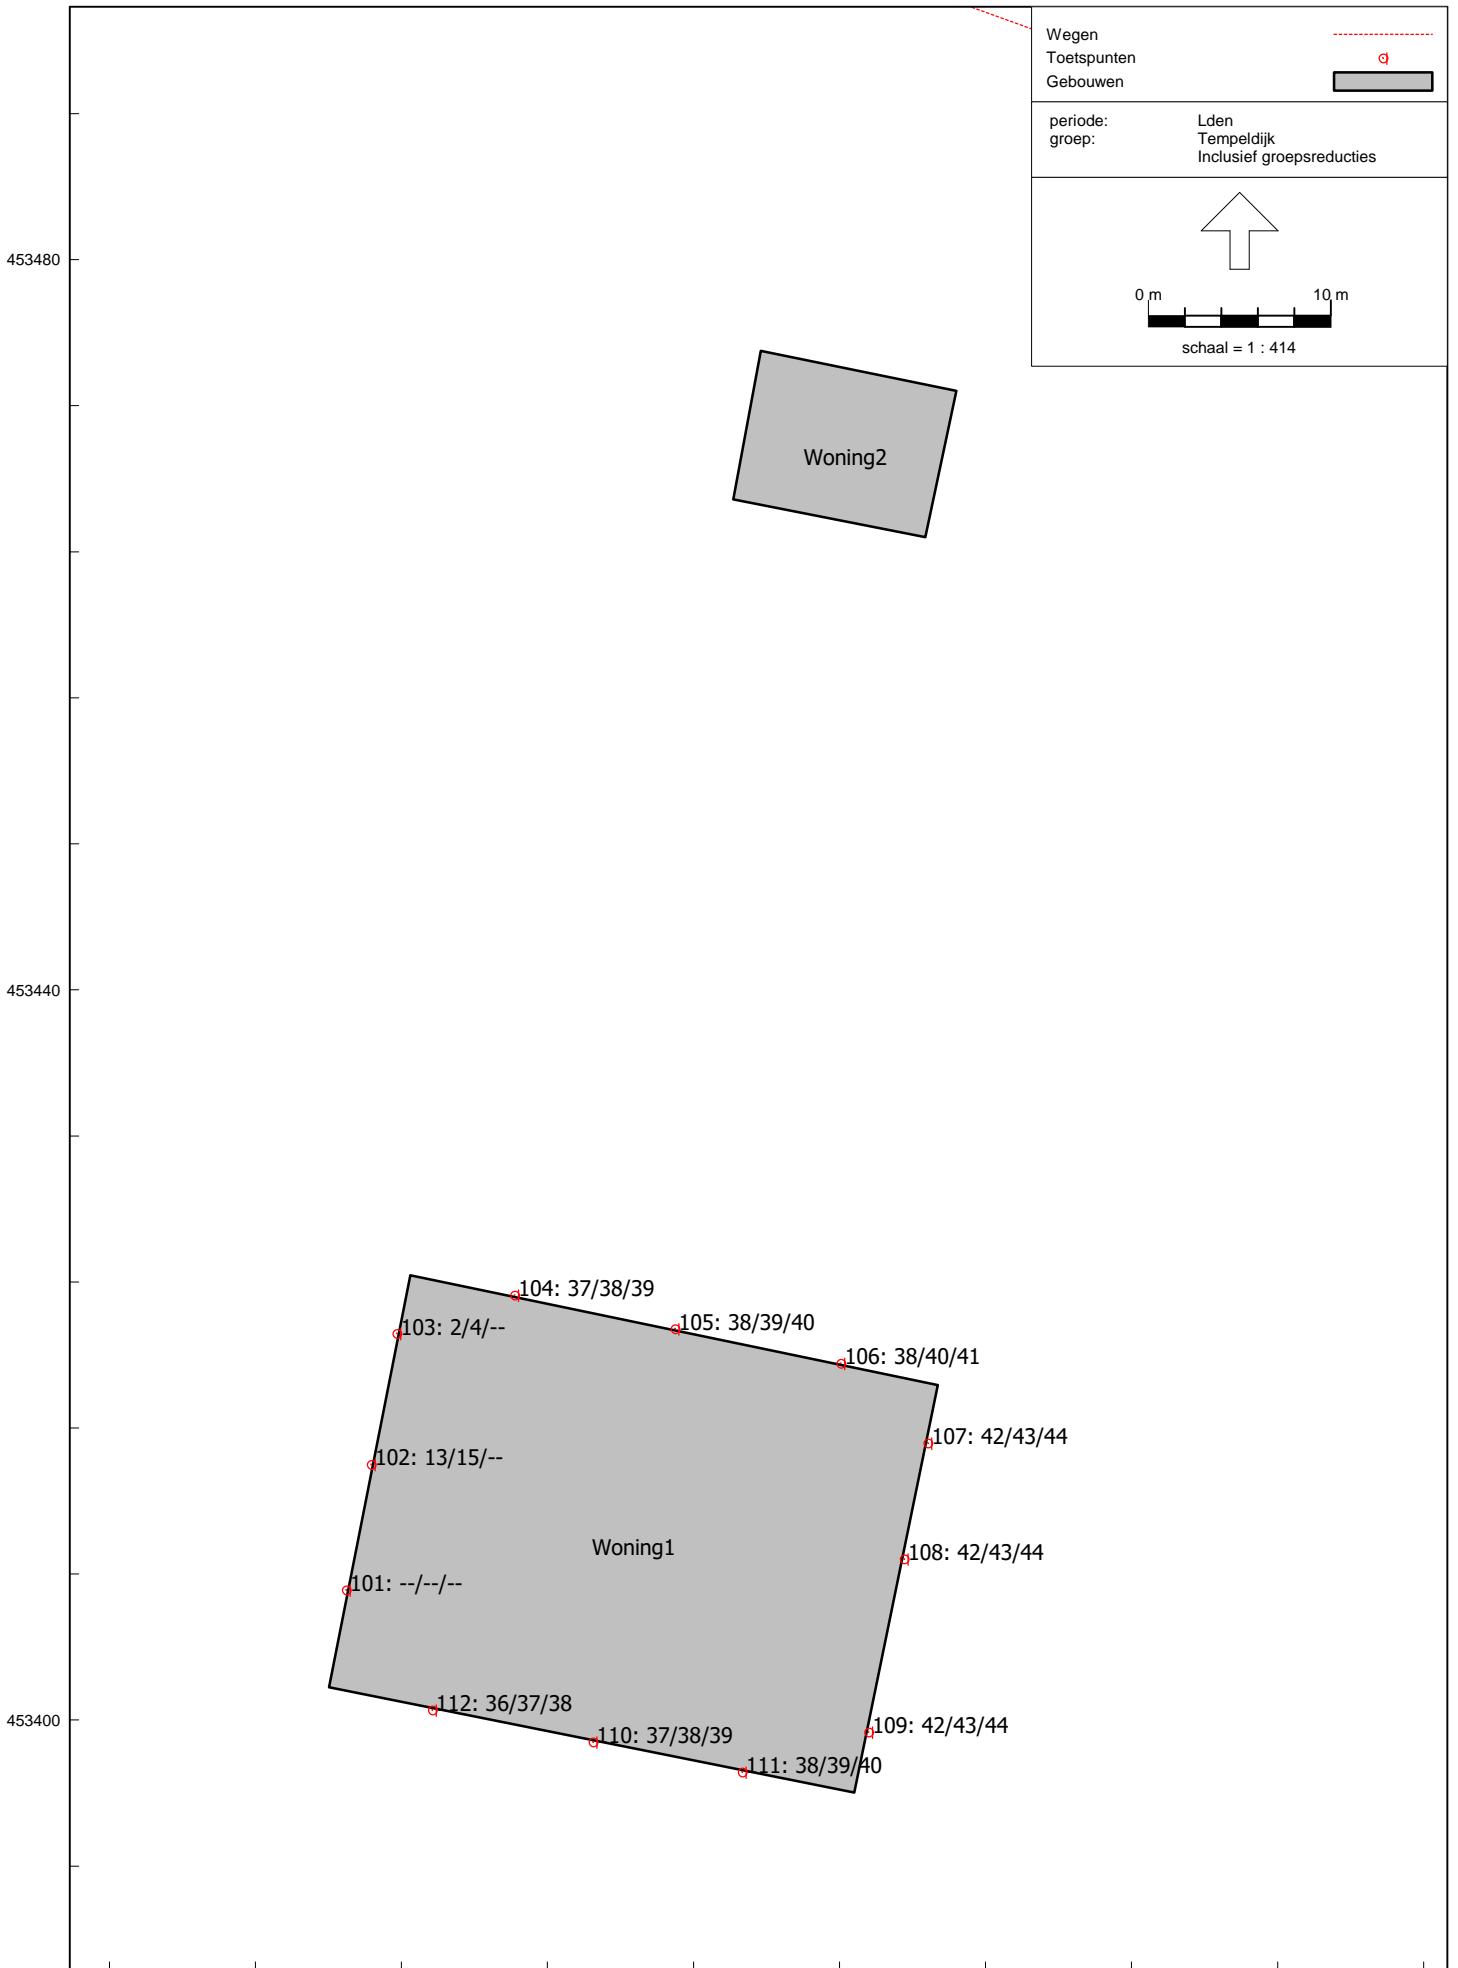 Wegen
Toetspunten
Gebouwen
periode: Lden
groep: Tempeldijk
Inclusief groepsreducties
0 m 10 m
schaal = 1 : 414
453480
Woning2
453440
104: 37/38/39
103: 2/4/--
105: 38/39/40
106: 38/40/41
107: 42/43/44
102: 13/15/--
Woning1
108: 42/43/44
101: --/--/--
112: 36/37/38
453400
109: 42/43/44
110: 37/38/39
111: 38/39/40